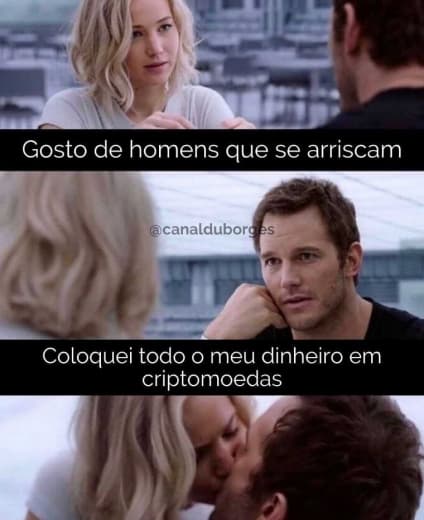 Gosto de homens que se arriscam
@canalduborges
Coloquei todo o meu dinheiro em
criptomoedas